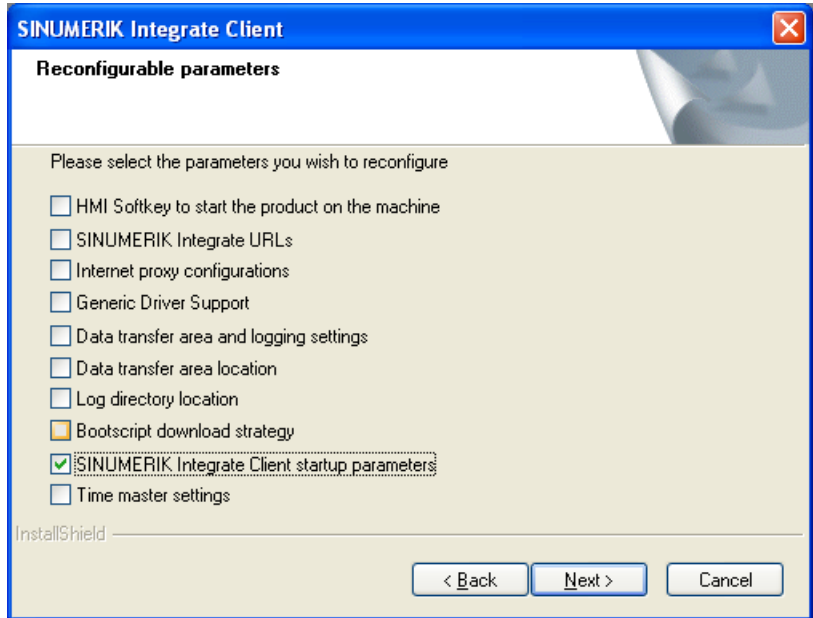 SINUMERIK Integrate Client
Reconfigurable parameters
Please select the parameters you wish to reconfigure
HMI Softkey to start the product on the machine
SINUMERIK Integrate URLs
Internet proxy configurations
Generic Driver Support
Data transfer area and logging settings
Data transfer area location
Log directory location
Bootscript download strategy
SINUMERIK Integrate Client startup parameters
Time master settings
InstallShield
< Back Next > Cancel